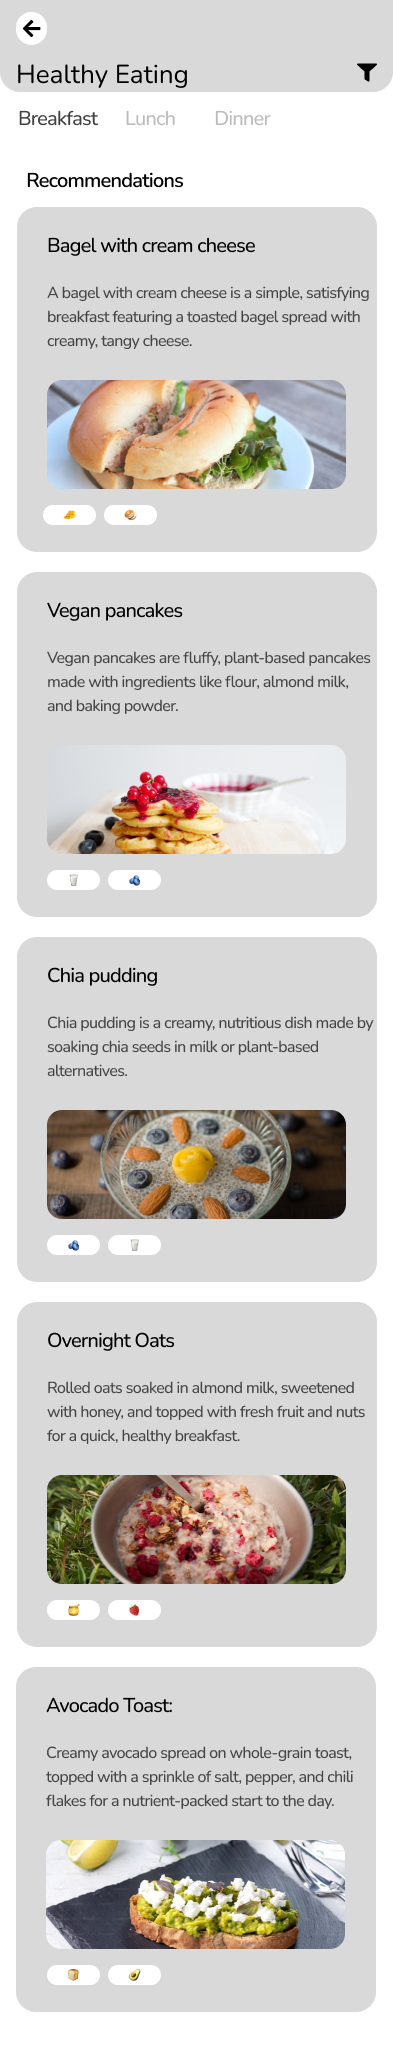 Healthy Eating
Breakfast Lunch Dinner
Recommendations
Bagel with cream cheese
A bagel with cream cheese is a simple, satisfying
breakfast featuring a toasted bagel spread with
creamy, tangy cheese.
Vegan pancakes
Vegan pancakes are fluffy, plant-based pancakes
made with ingredients like flour, almond milk,
and baking powder.
Chia pudding
Chia pudding is a creamy, nutritious dish made by
soaking chia seeds in milk or plant-based
alternatives.
Overnight Oats
Rolled oats soaked in almond milk, sweetened
with honey, and topped with fresh fruit and nuts
for a quick, healthy breakfast.
Avocado Toast:
Creamy avocado spread on whole-grain toast,
topped with a sprinkle of salt, pepper, and chili
flakes for a nutrient-packed start to the day.